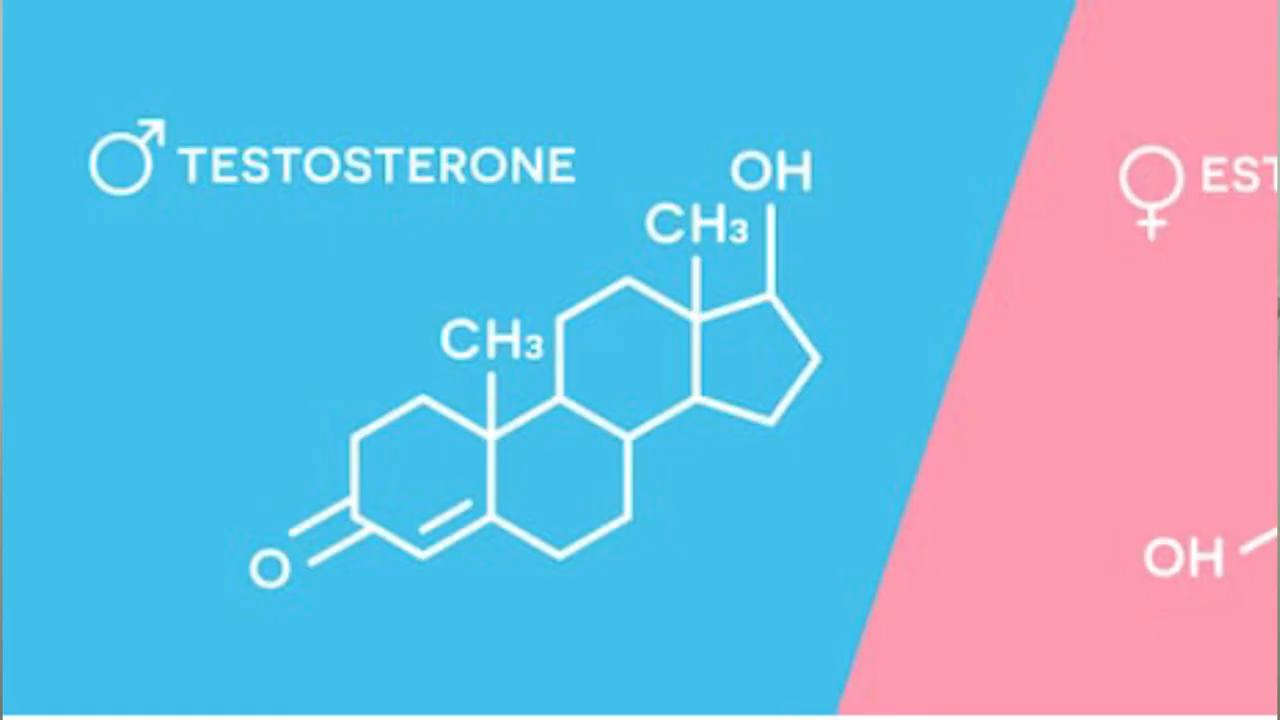 ♂ TESTOSTERONE
OH
CH₃
CH₃
O
♀ EST
OH